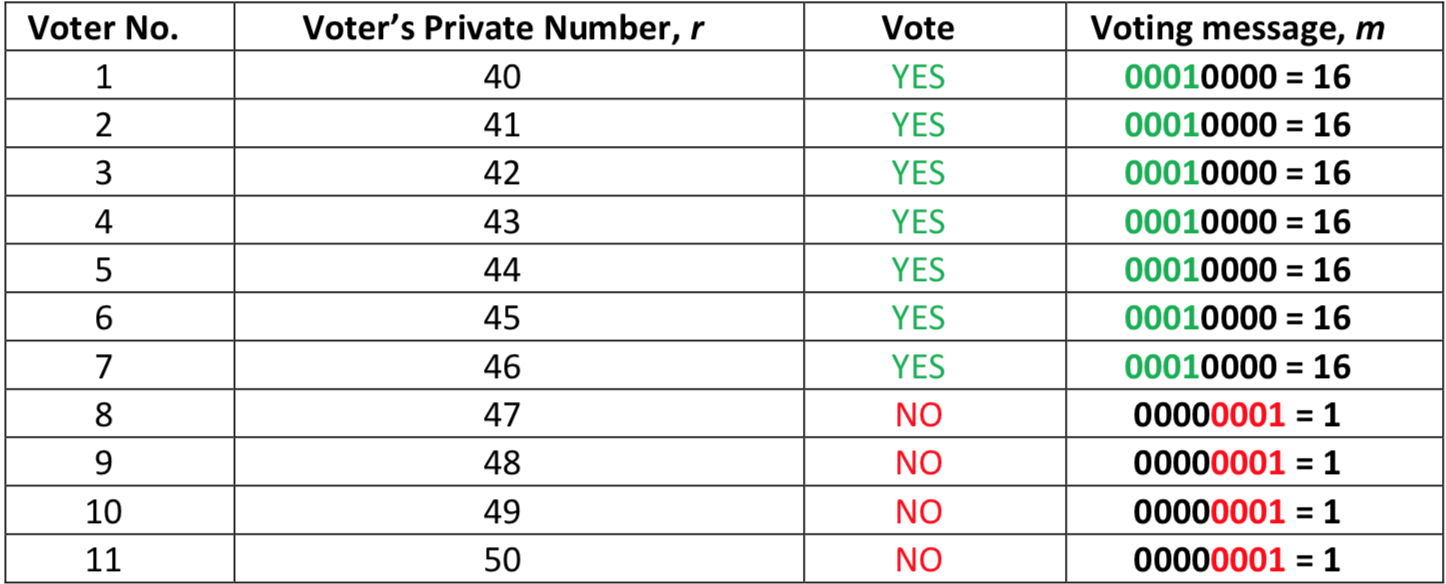 Voter No. Voter’s Private Number, r Vote Voting message, m
1 40 YES 00010000 = 16
2 41 YES 00010000 = 16
3 42 YES 00010000 = 16
4 43 YES 00010000 = 16
5 44 YES 00010000 = 16
6 45 YES 00010000 = 16
7 46 YES 00010000 = 16
8 47 NO 00000001 = 1
9 48 NO 00000001 = 1
10 49 NO 00000001 = 1
11 50 NO 00000001 = 1